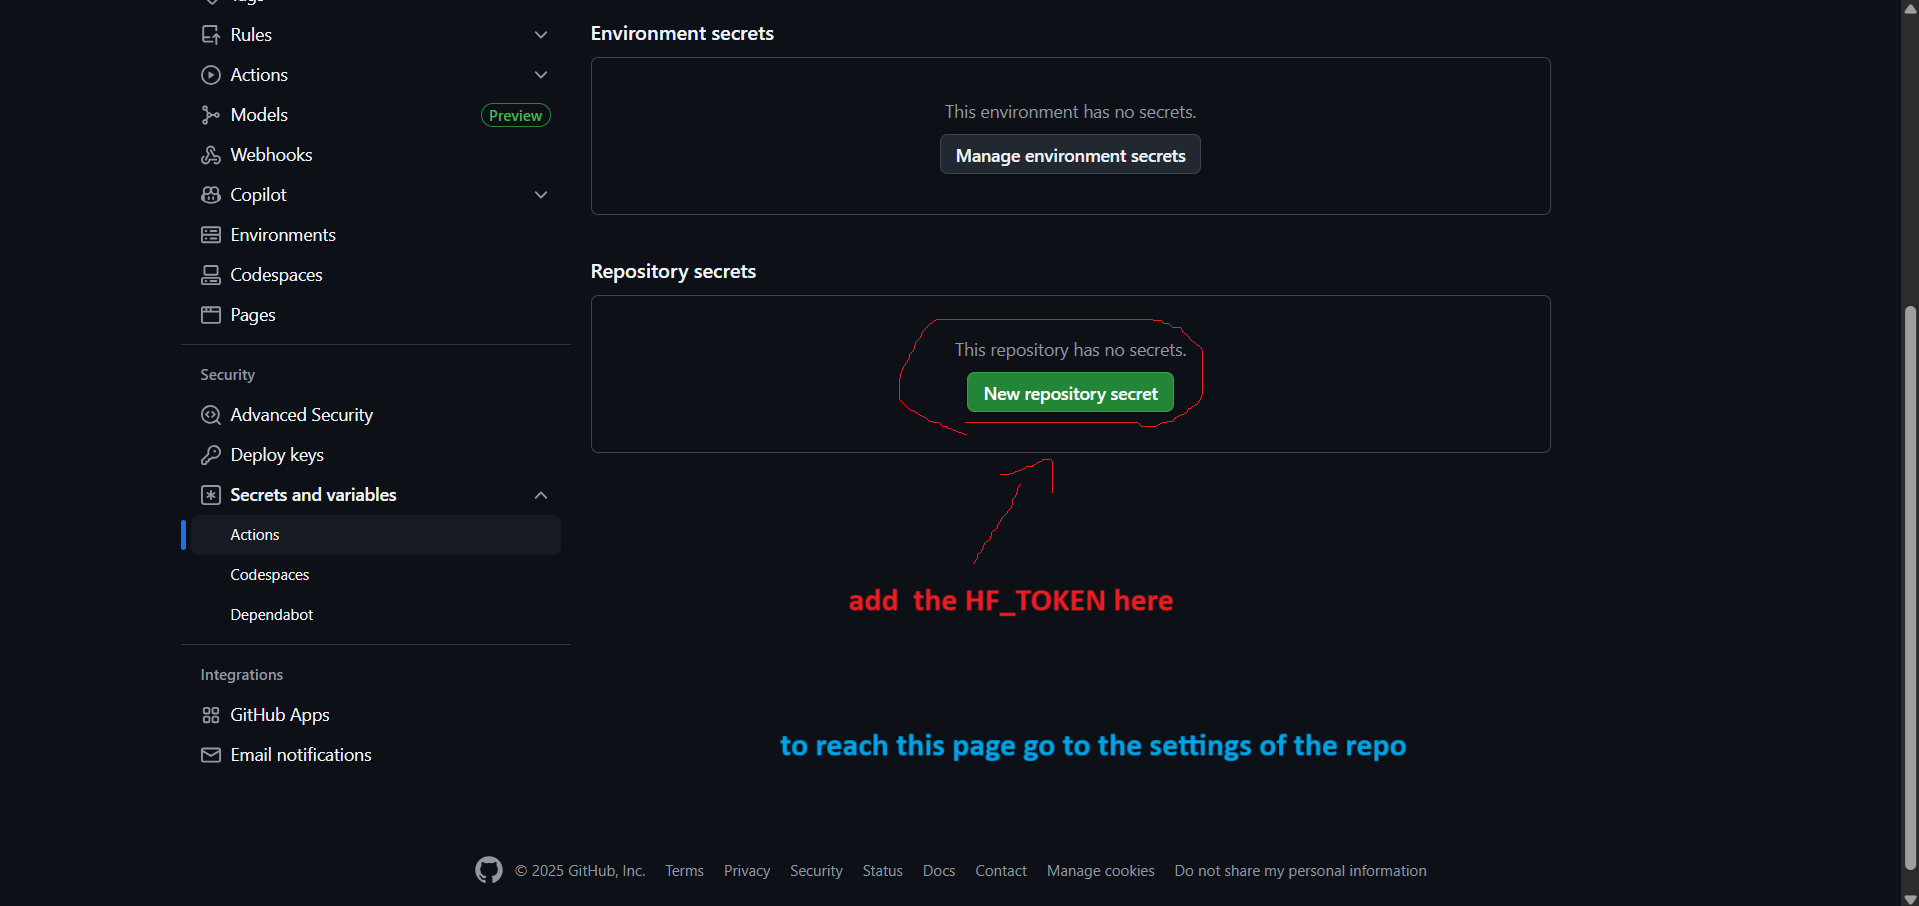 Rules
Actions
Models Preview
Webhooks
Copilot
Environments
Codespaces
Pages
Security
Advanced Security
Deploy keys
Secrets and variables
Actions
Codespaces
Dependabot
Integrations
GitHub Apps
Email notifications
Environment secrets
This environment has no secrets.
Manage environment secrets
Repository secrets
This repository has no secrets.
New repository secret
add the HF_TOKEN here
to reach this page go to the settings of the repo
© 2025 GitHub, Inc. Terms Privacy Security Status Docs Contact Manage cookies Do not share my personal information